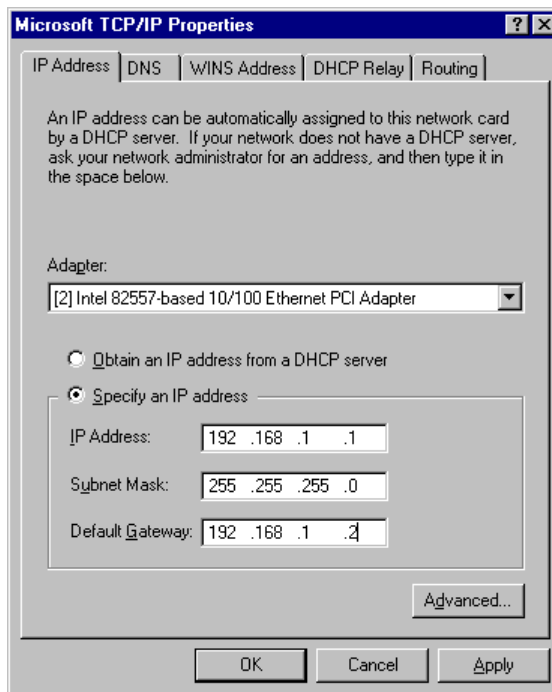 Microsoft TCP/IP Properties
IP Address DNS WINS Address DHCP Relay Routing
An IP address can be automatically assigned to this network card
by a DHCP server. If your network does not have a DHCP server,
ask your network administrator for an address, and then type it in
the space below.
Adapter:
[2] Intel 82557-based 10/100 Ethernet PCI Adapter
Obtain an IP address from a DHCP server
Specify an IP address
IP Address: 192 .168 .1 .1
Subnet Mask: 255 .255 .255 .0
Default Gateway: 192 .168 .1 .2
Advanced...
OK Cancel Apply